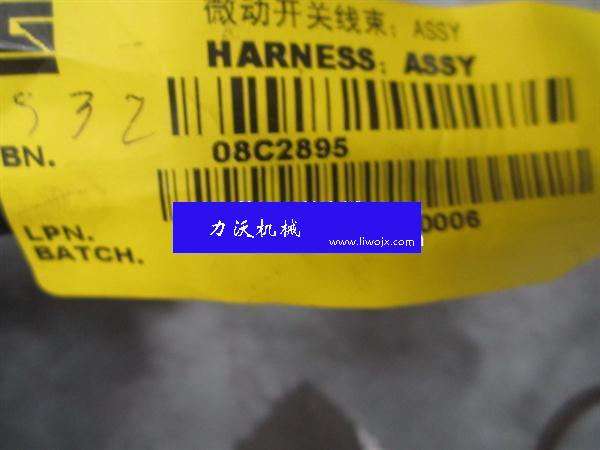 微动开关线束: ASSY
HARNESS: ASSY
932
BN. 08C2895
LPN. 0006
BATCH.
力沃机械
www.liwojx.com